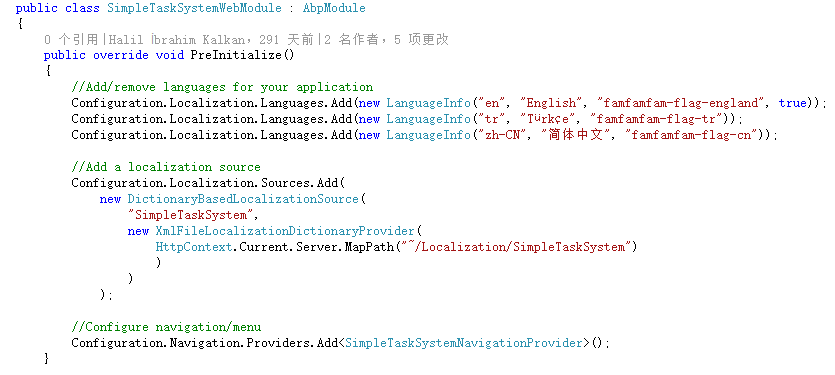 public class SimpleTaskSystemWebModule : AbpModule
{
0 个引用|Halil İbrahim Kalkan，291 天前|2 名作者，5 项更改
public override void PreInitialize()
{
//Add/remove languages for your application
Configuration.Localization.Languages.Add(new LanguageInfo("en", "English", "famfamfam-flag-england", true));
Configuration.Localization.Languages.Add(new LanguageInfo("tr", "Türkçe", "famfamfam-flag-tr"));
Configuration.Localization.Languages.Add(new LanguageInfo("zh-CN", "简体中文", "famfamfam-flag-cn"));
//Add a localization source
Configuration.Localization.Sources.Add(
new DictionaryBasedLocalizationSource(
"SimpleTaskSystem",
new XmlFileLocalizationDictionaryProvider(
HttpContext.Current.Server.MapPath("~/Localization/SimpleTaskSystem")
)
)
);
//Configure navigation/menu
Configuration.Navigation.Providers.Add<SimpleTaskSystemNavigationProvider>();
}